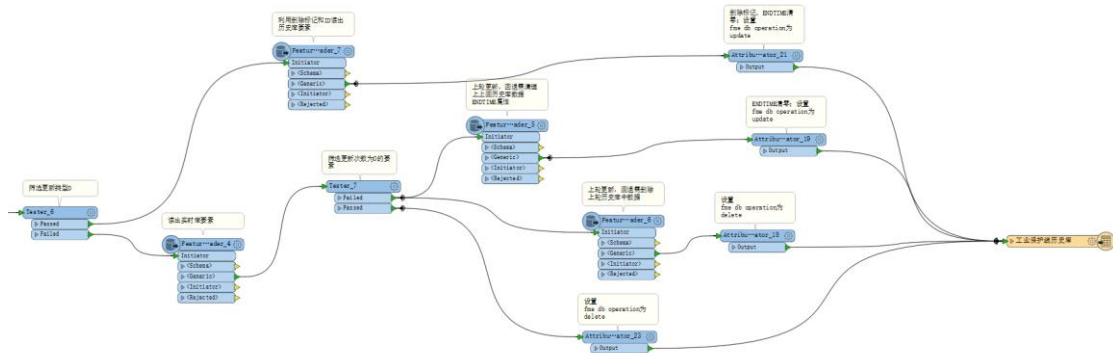 利用删除标记和ID读出
历史库要素
Featur…ader_7
Initiator
<Schema>
<Generic>
<Initiator>
<Rejected>
删除标记，ENDTIME清
零；设置
fme db operation为
update
Attribu…ator_21
Output
上轮更新，回退需清理
上上回历史库数据
ENDTIME属性
Featur…ader_5
Initiator
<Schema>
<Generic>
<Initiator>
<Rejected>
ENDTIME清零；设置
fme db operation为
update
Attribu…ator_19
Output
筛选更新类型D
Tester_6
Passed
Failed
读出实时库要素
Featur…ader_4
Initiator
<Schema>
<Generic>
<Initiator>
<Rejected>
筛选更新次数为0的要
素
Tester_7
Failed
Passed
上轮更新，回退需删除
上轮历史库中数据
Featur…ader_6
Initiator
<Schema>
<Generic>
<Initiator>
<Rejected>
设置
fme db operation为
delete
Output
工业保护线历史库
设置
fme db operation为
delete
Attribu…ator_23
Output